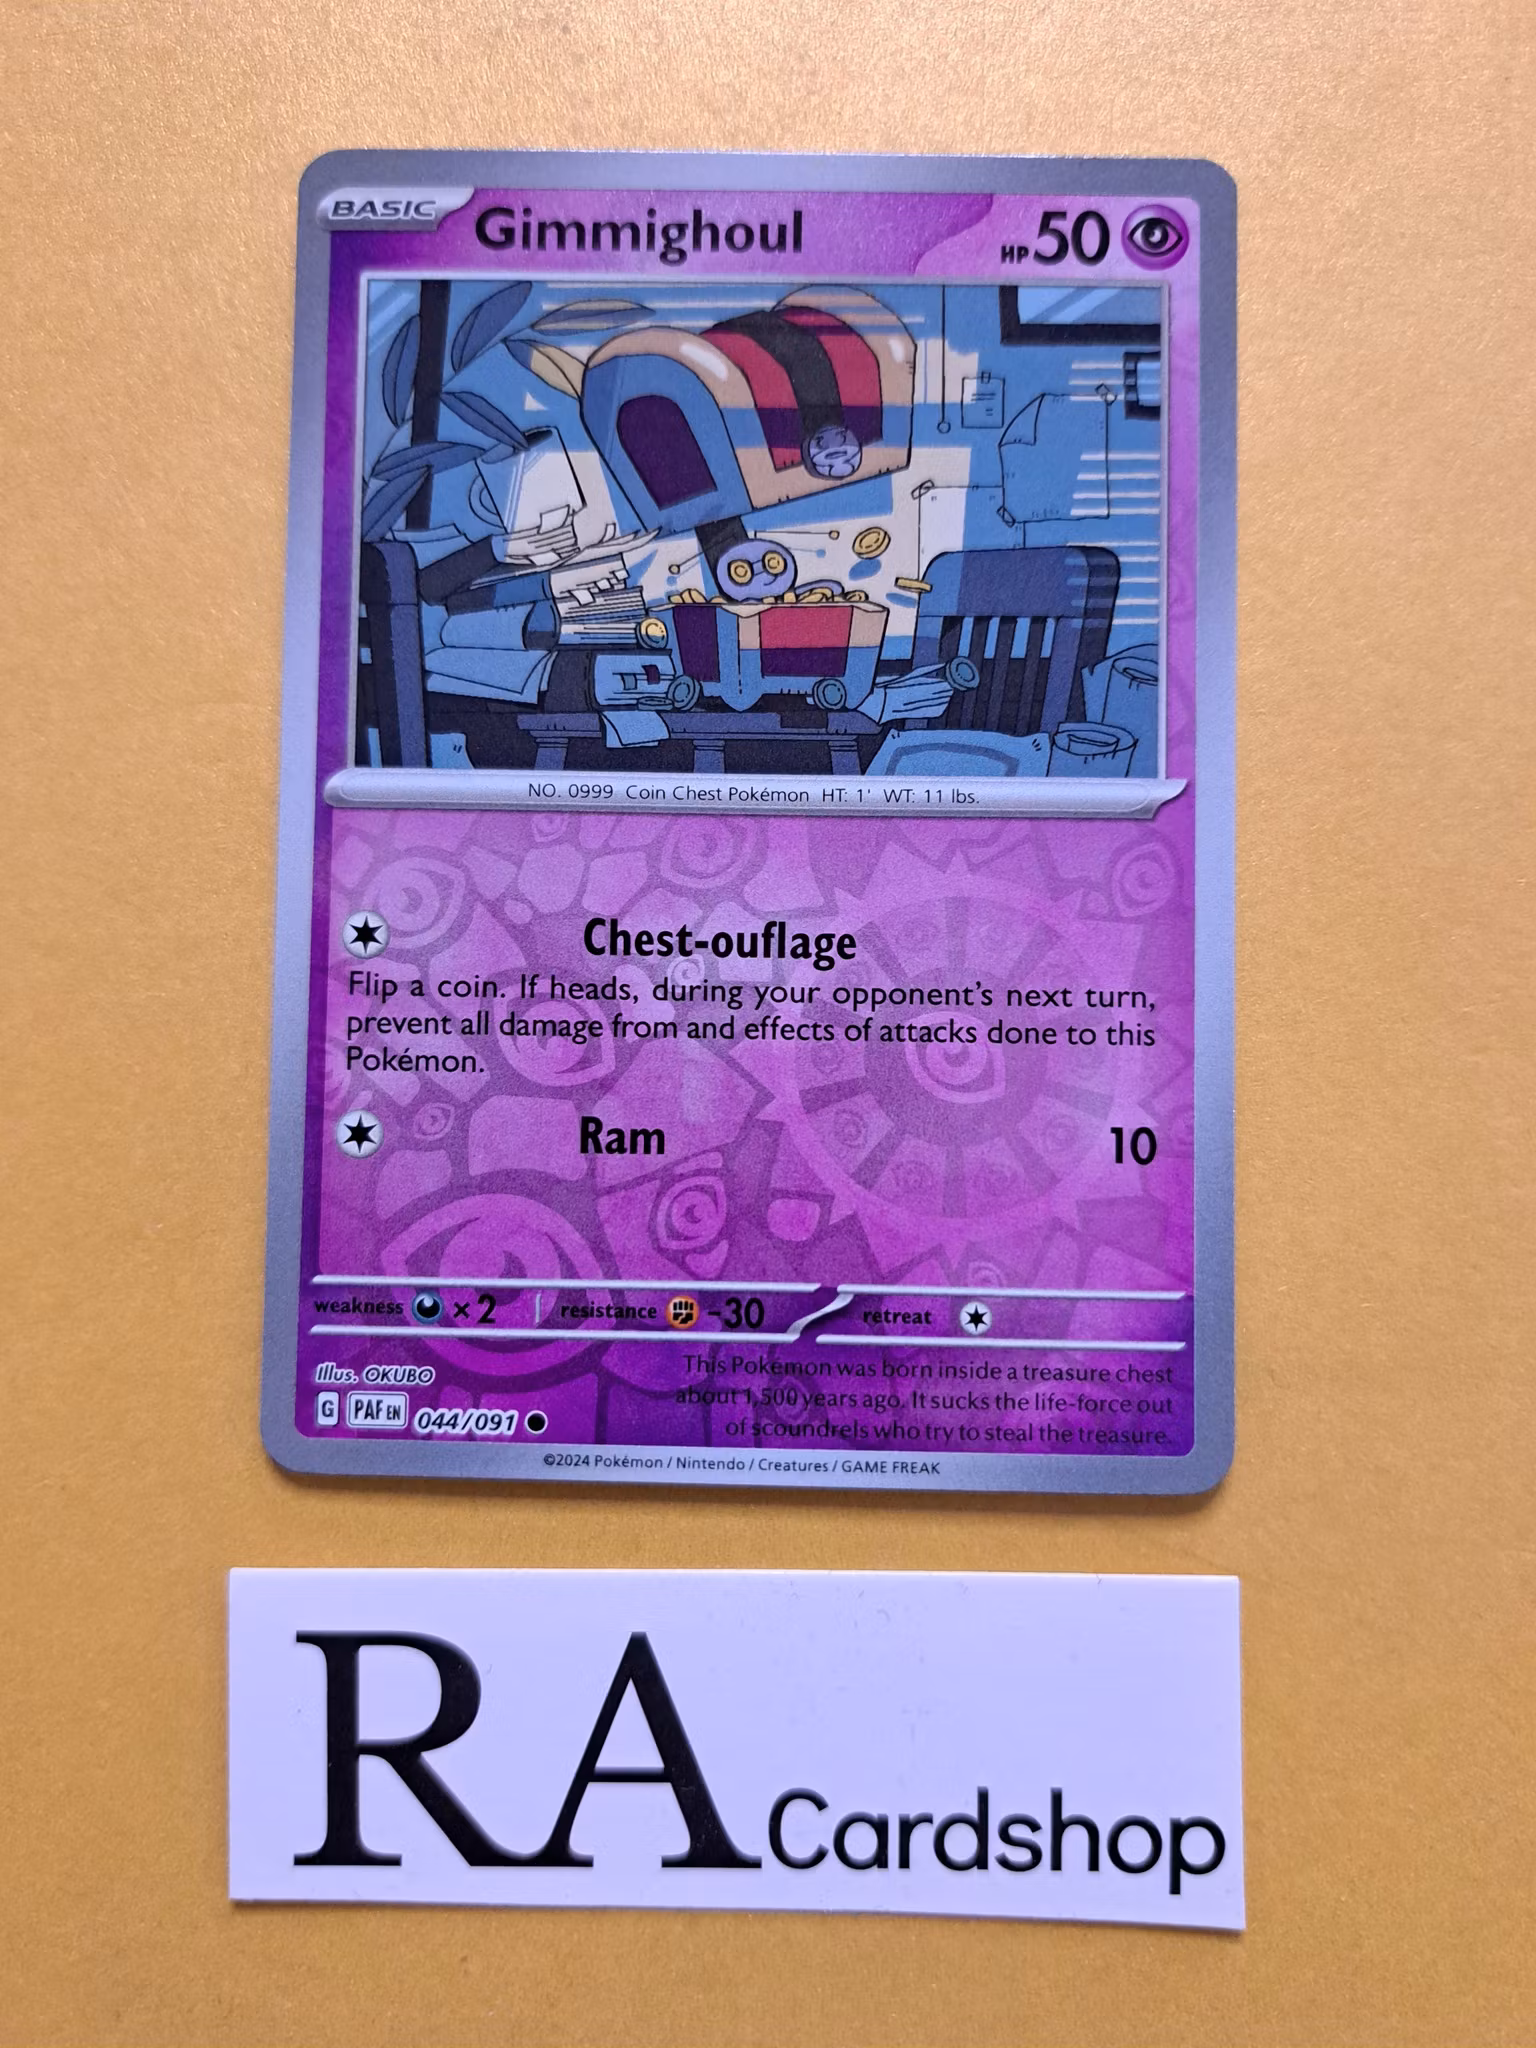 BASIC
Gimmighoul
HP 50
NO. 0999 Coin Chest Pokémon HT: 1' WT: 11 lbs.
Chest-ouflage
Flip a coin. If heads, during your opponent's next turn,
prevent all damage from and effects of attacks done to this
Pokémon.
Ram 10
weakness ×2 resistance -30 retreat
Illus. OKUBO
This Pokémon was born inside a treasure chest
about 1,500 years ago. It sucks the life-force out
of scoundrels who try to steal the treasure.
G PAF EN 044/091
©2024 Pokémon / Nintendo / Creatures / GAME FREAK
RA Cardshop